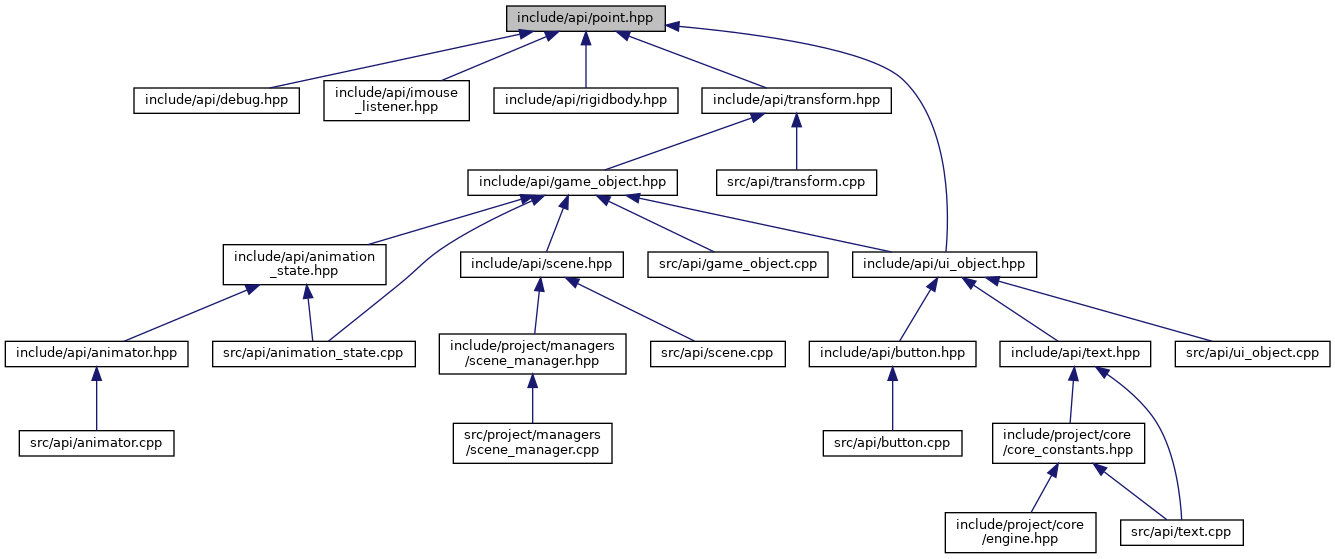 include/api/point.hpp
include/api/debug.hpp
include/api/imouse
_listener.hpp
include/api/rigidbody.hpp
include/api/transform.hpp
include/api/game_object.hpp
src/api/transform.cpp
include/api/animation
_state.hpp
include/api/scene.hpp
src/api/game_object.cpp
include/api/ui_object.hpp
include/api/animator.hpp
src/api/animation_state.cpp
include/project/managers
/scene_manager.hpp
src/api/scene.cpp
include/api/button.hpp
include/api/text.hpp
src/api/ui_object.cpp
src/api/animator.cpp
src/project/managers
/scene_manager.cpp
src/api/button.cpp
include/project/core
/core_constants.hpp
include/project/core
/engine.hpp
src/api/text.cpp